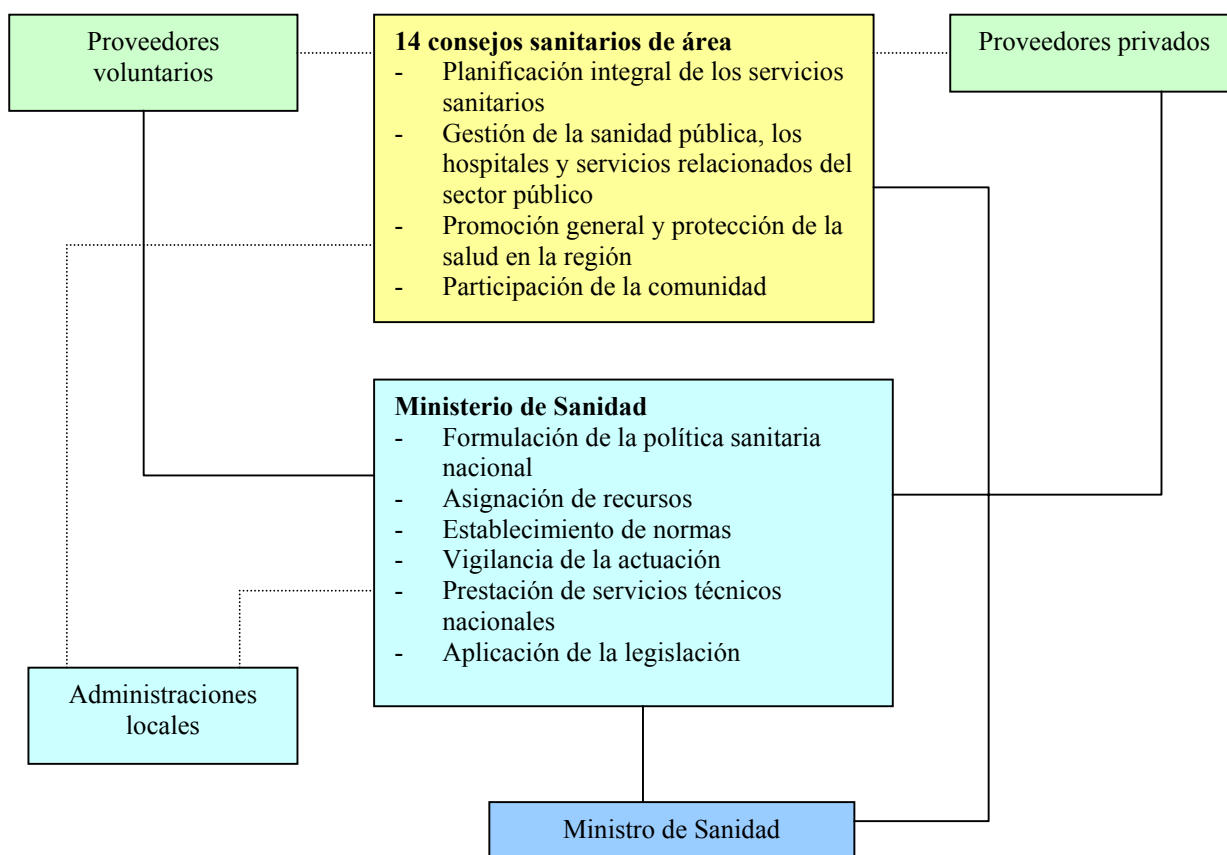 Proveedores
voluntarios
14 consejos sanitarios de área
- Planificación integral de los servicios
sanitarios
- Gestión de la sanidad pública, los
hospitales y servicios relacionados del
sector público
- Promoción general y protección de la
salud en la región
- Participación de la comunidad
Proveedores privados
Ministerio de Sanidad
- Formulación de la política sanitaria
nacional
- Asignación de recursos
- Establecimiento de normas
- Vigilancia de la actuación
- Prestación de servicios técnicos
nacionales
- Aplicación de la legislación
Administraciones
locales
Ministro de Sanidad